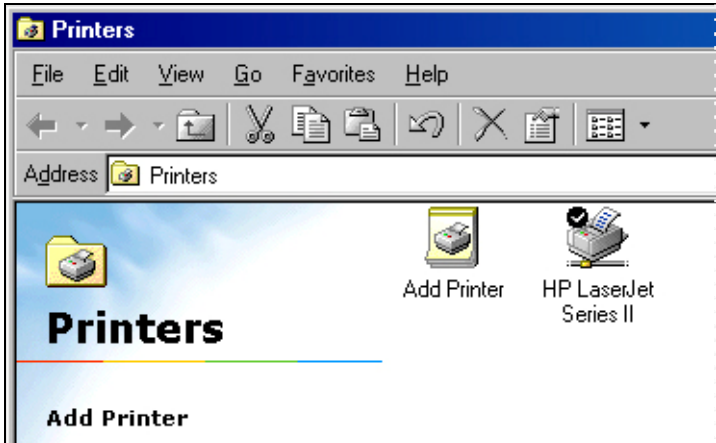 Printers
File Edit View Go Favorites Help
Address Printers
Add Printer
HP LaserJet
Series II
Printers
Add Printer